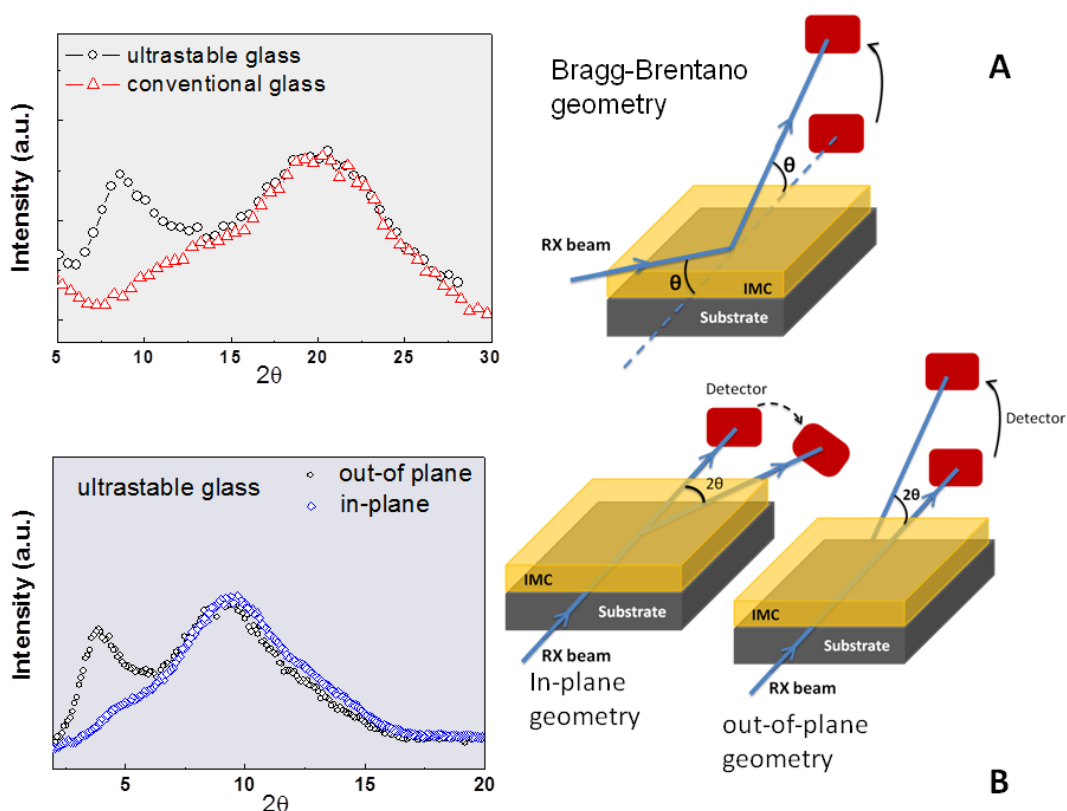 ultrastable glass
conventional glass
Intensity (a.u.)
5 10 15 20 25 30
2θ
Bragg-Brentano
geometry
A
θ
RX beam
θ
IMC
Substrate
ultrastable glass
out-of plane
in-plane
Intensity (a.u.)
5 10 15 20
2θ
Detector
2θ
IMC
Substrate
RX beam
In-plane
geometry
Detector
2θ
IMC
Substrate
RX beam
out-of-plane
geometry
B